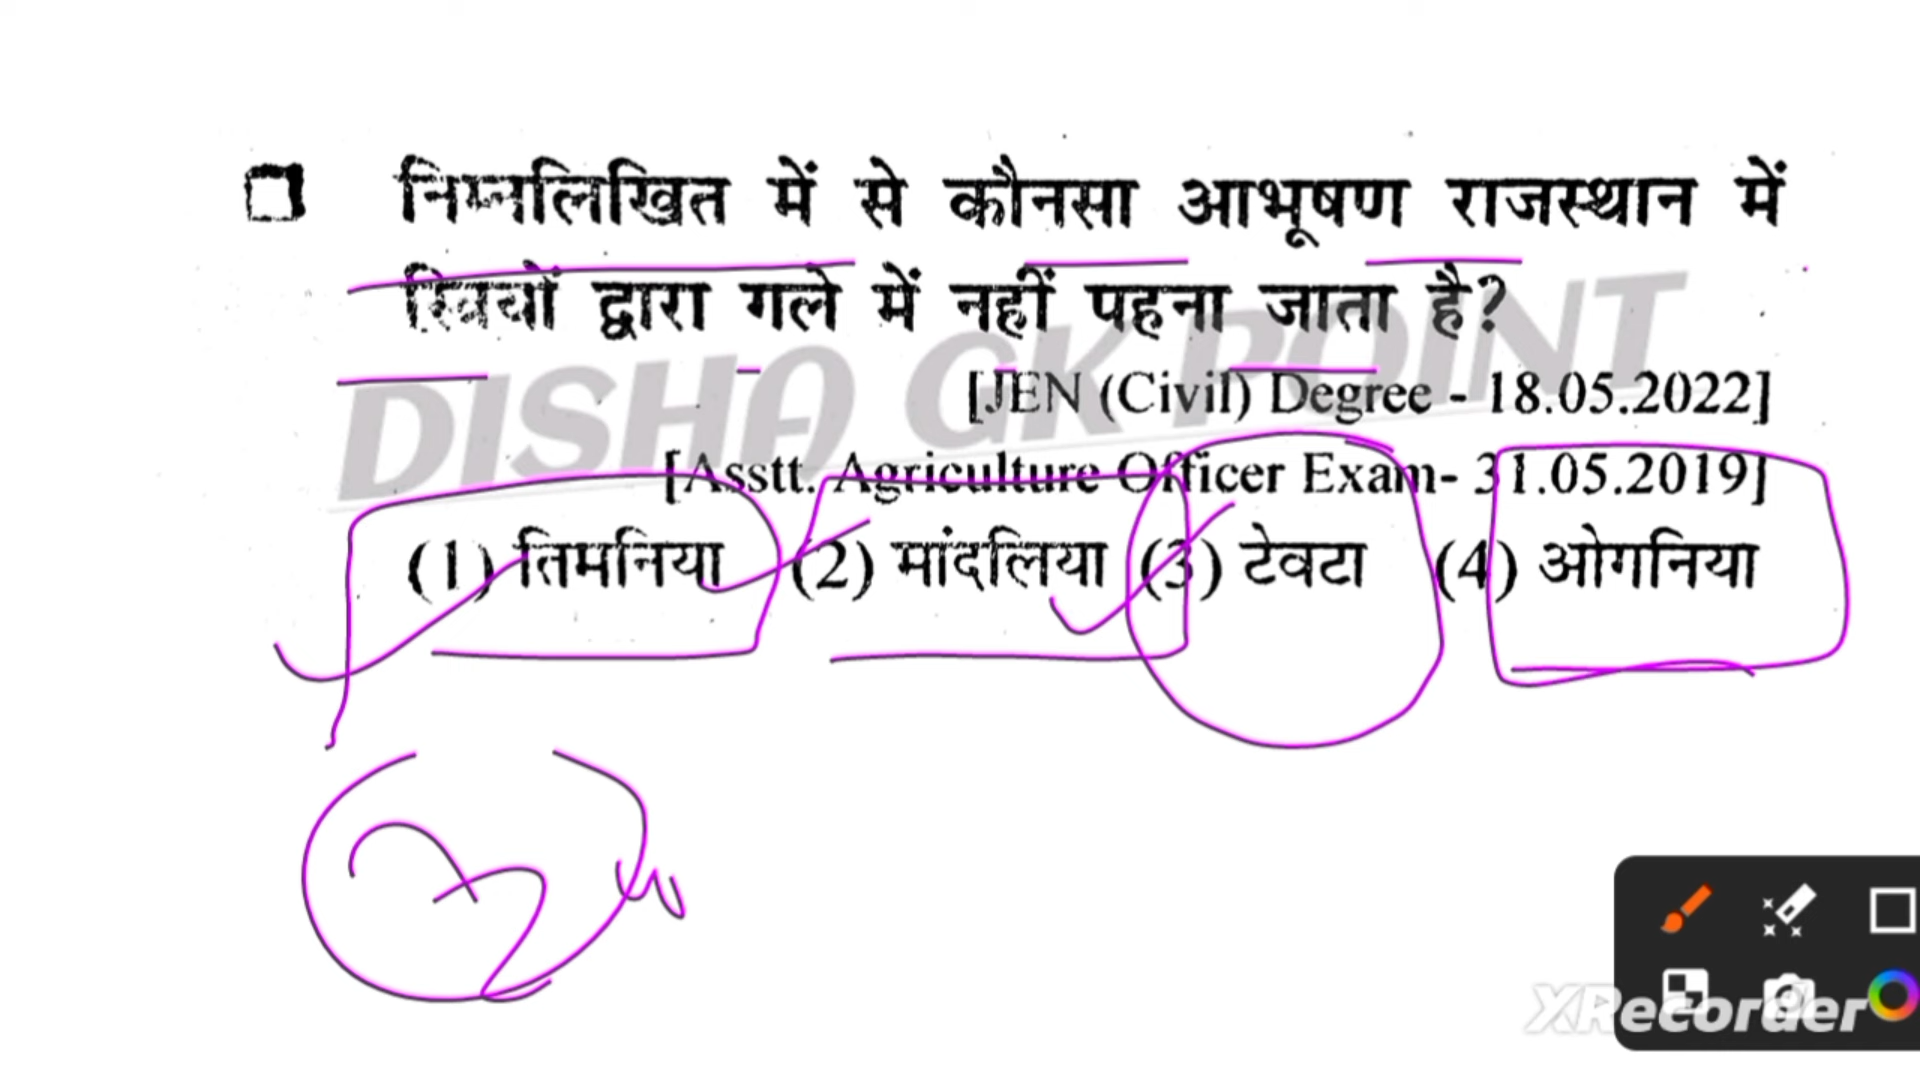 निम्नलिखित में से कौनसा आभूषण राजस्थान में
स्त्रियों द्वारा गले में नहीं पहना जाता है?
DISHA GK POINT
[JEN (Civil) Degree - 18.05.2022]
[Asstt. Agriculture Officer Exam- 31.05.2019]
(1) तिमनिया (2) मांदलिया (3) टेवटा (4) ओगनिया
XRecorder